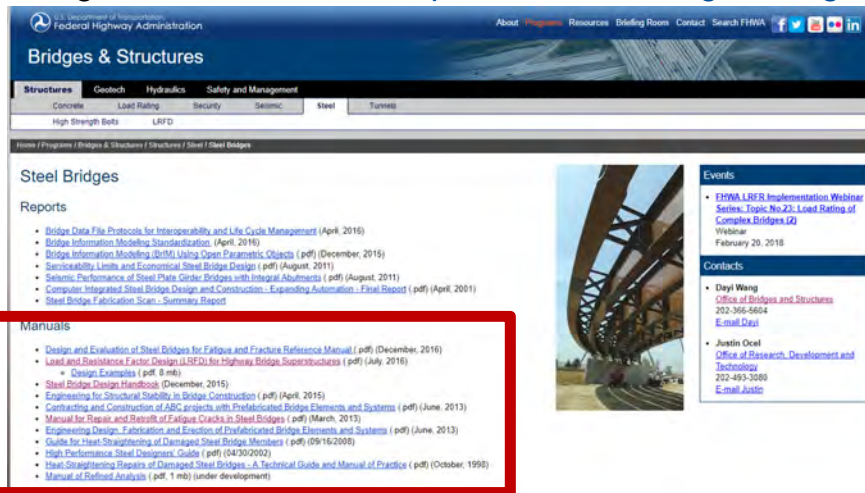 U.S. Department of Transportation
Federal Highway Administration
About Programs Resources Briefing Room Contact Search FHWA
Bridges & Structures
Structures Geotech Hydraulics Safety and Management
Concrete Load Rating Security Seismic Steel Tunnels
High Strength Bolts LRFD
Home / Programs / Bridges & Structures / Structures / Steel / Steel Bridges
Steel Bridges
Reports
Bridge Data File Protocols for Interoperability and Life Cycle Management (April, 2016)
Bridge Information Modeling Standardization, (April, 2016)
Bridge Information Modeling (BrIM) Using Open Parametric Objects (.pdf) (December, 2015)
Serviceability Limits and Economical Steel Bridge Design (.pdf) (August, 2011)
Seismic Performance of Steel Plate Girder Bridges with Integral Abutments (.pdf) (August, 2011)
Computer Integrated Steel Bridge Design and Construction - Expanding Automation - Final Report (.pdf) (April, 2001)
Steel Bridge Fabrication Scan - Summary Report
Manuals
Design and Evaluation of Steel Bridges for Fatigue and Fracture Reference Manual (.pdf) (December, 2016)
Load and Resistance Factor Design (LRFD) for Highway Bridge Superstructures (.pdf) (July, 2016)
Design Examples (.pdf, 8 mb)
Steel Bridge Design Handbook (December, 2015)
Engineering for Structural Stability in Bridge Construction (.pdf) (April, 2015)
Contracting and Construction of ABC projects with Prefabricated Bridge Elements and Systems (.pdf) (June, 2013)
Manual for Repair and Retrofit of Fatigue Cracks in Steel Bridges (.pdf) (March, 2013)
Engineering Design, Fabrication and Erection of Prefabricated Bridge Elements and Systems (.pdf) (June, 2013)
Guide for Heat-Straightening of Damaged Steel Bridge Members (.pdf) (09/16/2008)
High Performance Steel Designers' Guide (.pdf) (04/30/2002)
Heat-Straightening Repairs of Damaged Steel Bridges - A Technical Guide and Manual of Practice (.pdf) (October, 1998)
Manual of Refined Analysis (.pdf, 1 mb) (under development)
Events
FHWA LRFR Implementation Webinar
Series: Topic No.23: Load Rating of
Complex Bridges (2)
Webinar
February 20, 2018
Contacts
Dayi Wang
Office of Bridges and Structures
202-366-5604
E-mail Dayi
Justin Ocel
Office of Research, Development and
Technology
202-493-3080
E-mail Justin